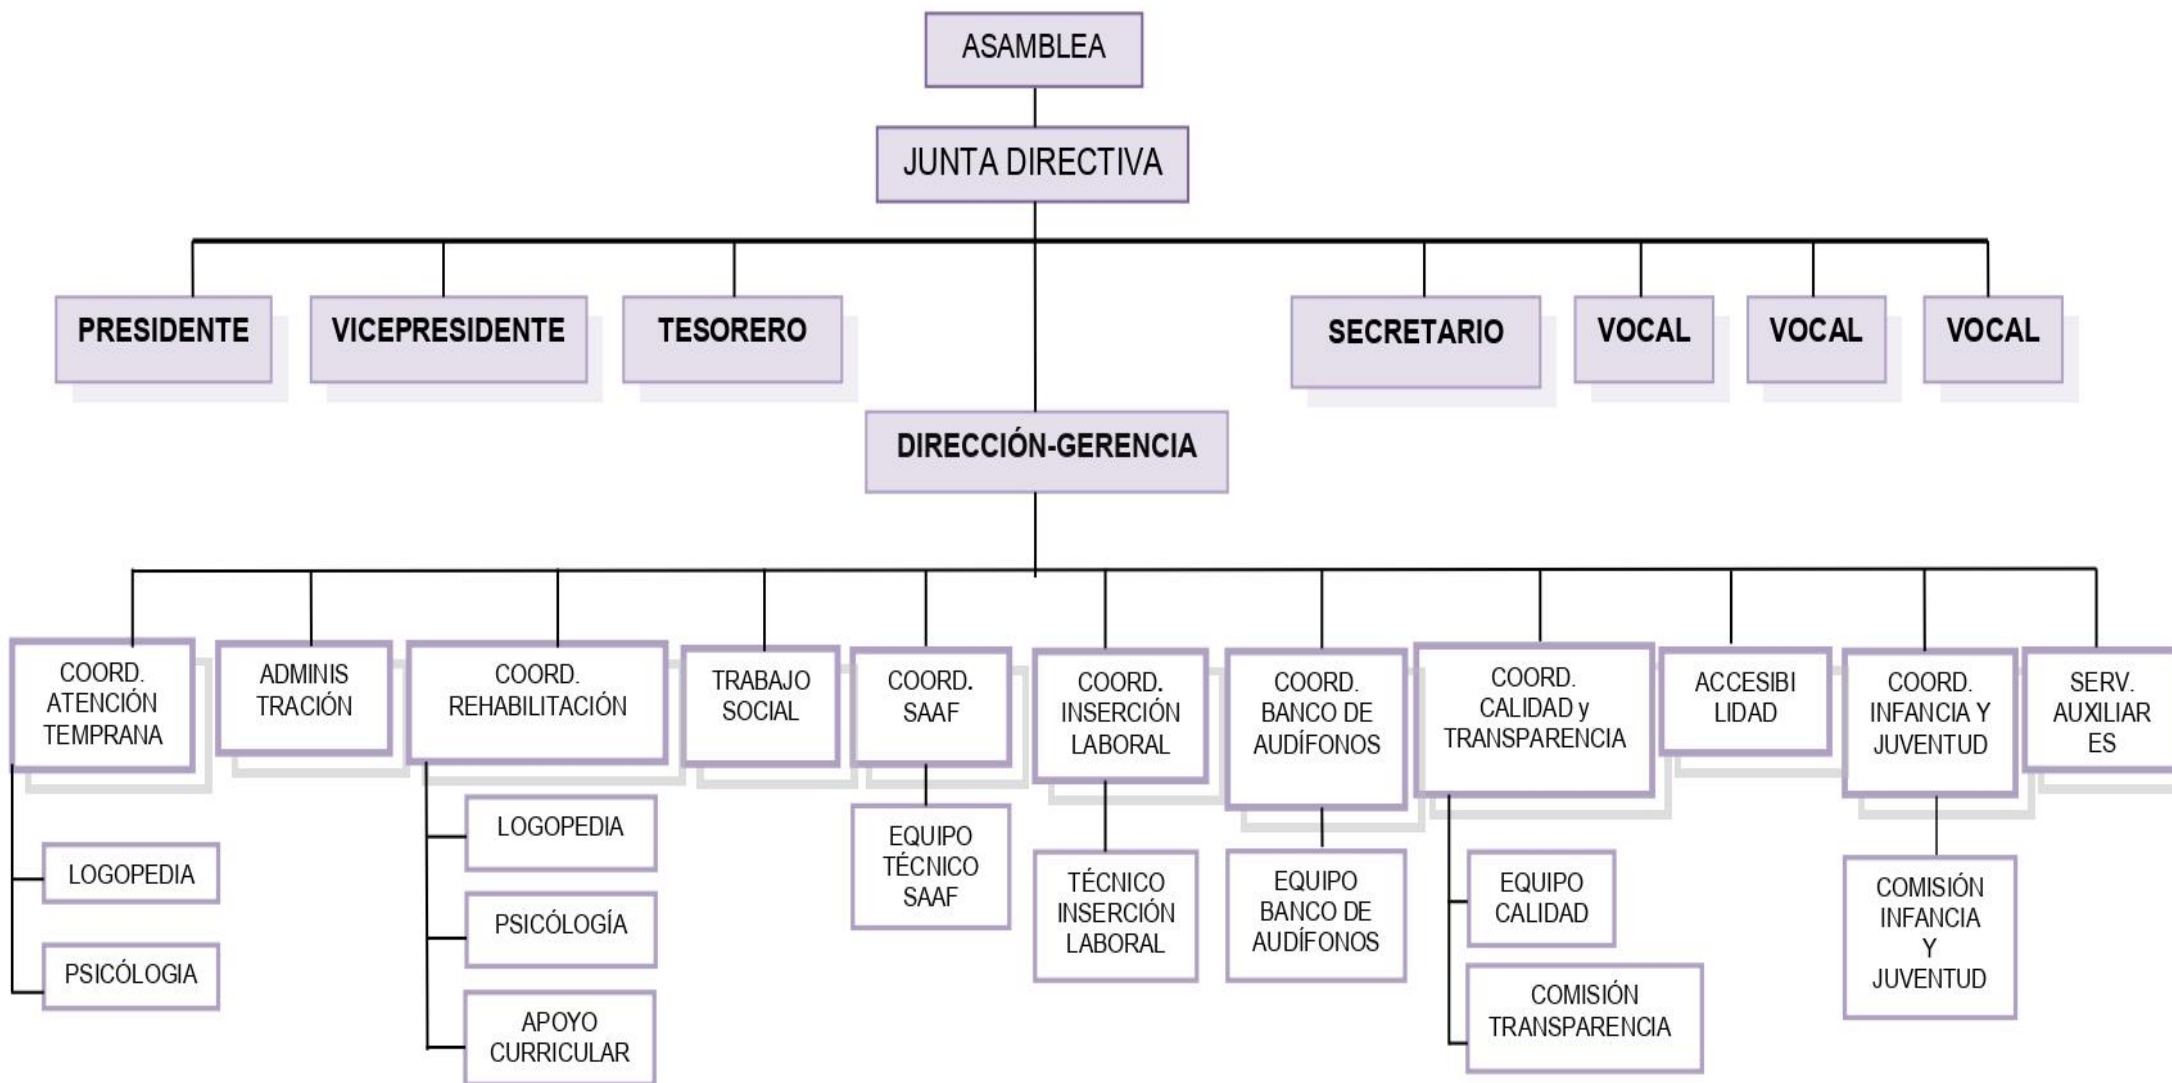 ASAMBLEA
JUNTA DIRECTIVA
PRESIDENTE
VICEPRESIDENTE
TESORERO
SECRETARIO
VOCAL
VOCAL
VOCAL
DIRECCIÓN-GERENCIA
COORD.
ATENCIÓN
TEMPRANA
ADMINIS
TRACIÓN
COORD.
REHABILITACIÓN
TRABAJO
SOCIAL
COORD.
SAAF
COORD.
INSERCIÓN
LABORAL
COORD.
BANCO DE
AUDÍFONOS
COORD.
CALIDAD y
TRANSPARENCIA
ACCESIBI
LIDAD
COORD.
INFANCIA Y
JUVENTUD
SERV.
AUXILIAR
ES
LOGOPEDIA
PSICÓLOGIA
LOGOPEDIA
PSICÓLOGÍA
APOYO
CURRICULAR
EQUIPO
TÉCNICO
SAAF
TÉCNICO
INSERCIÓN
LABORAL
EQUIPO
BANCO DE
AUDÍFONOS
EQUIPO
CALIDAD
COMISIÓN
TRANSPARENCIA
COMISIÓN
INFANCIA
Y
JUVENTUD